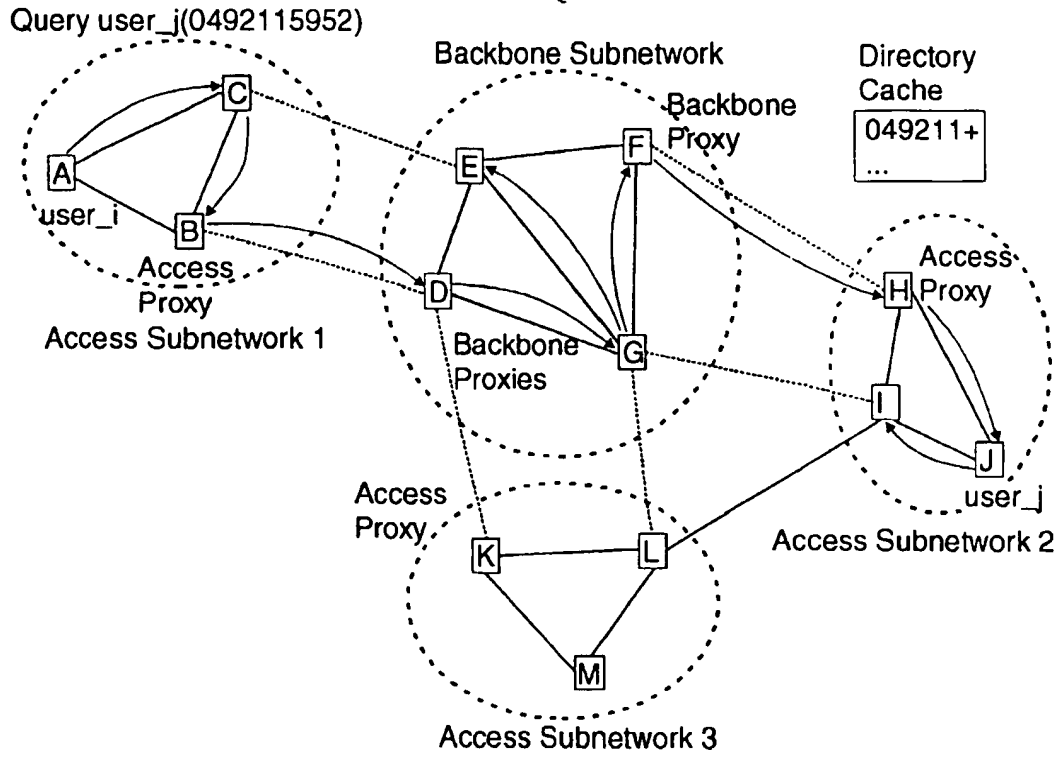 Query user_j(0492115952)
Backbone Subnetwork
Directory
Cache
049211+
...
Backbone
Proxy
C
A
user_i
B
Access
Proxy
Access Subnetwork 1
E
F
D
G
Backbone
Proxies
H
Access
Proxy
I
J
user_j
Access Subnetwork 2
Access
Proxy
K
L
M
Access Subnetwork 3